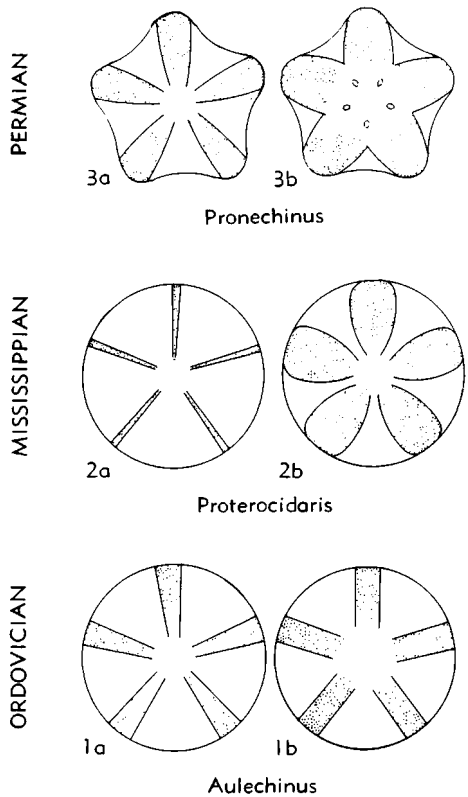 PERMIAN
3a
3b
Pronechinus
MISSISSIPPIAN
2a
2b
Proterocidaris
ORDOVICIAN
1a
1b
Aulechinus